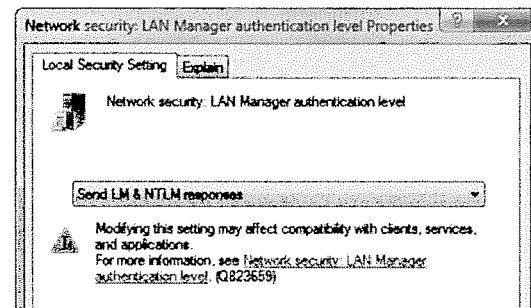 Network security: LAN Manager authentication level Properties
Local Security Setting
Explain
Network security: LAN Manager authentication level
Send LM & NTLM responses
Modifying this setting may affect compatibility with clients, services,
and applications.
For more information, see Network security: LAN Manager
authentication level. (Q823659)